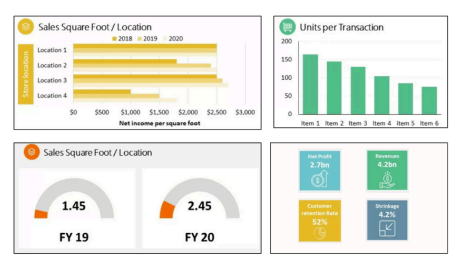 Sales Square Foot / Location
2018 2019 2020
Store location
Location 1
Location 2
Location 3
Location 4
$0 $500 $1,000 $1,500 $2,000 $2,500 $3,000
Net income per square foot
Units per Transaction
200
150
100
50
0
Item 1 Item 2 Item 3 Item 4 Item 5 Item 6
Sales Square Foot / Location
1.45
FY 19
2.45
FY 20
Net Profit
2.7bn
Revenues
4.2bn
Customer
retention Rate
52%
Shrinkage
4.2%